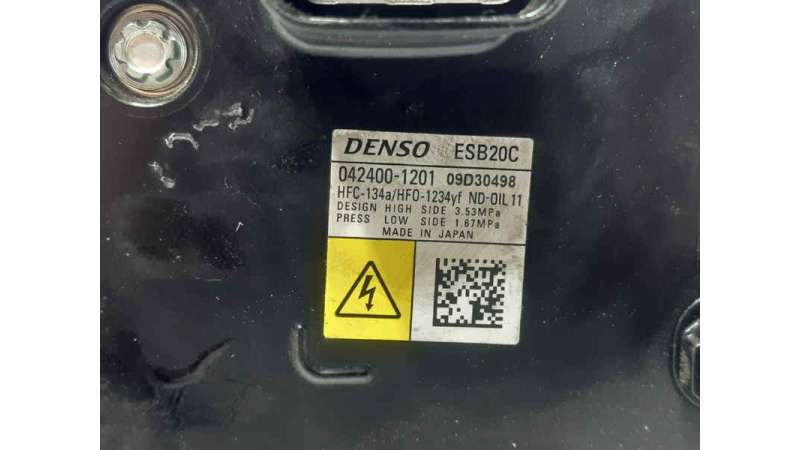 DENSO ESB20C
042400-1201 09D30498
HFC-134a/HFO-1234yf ND-OIL 11
DESIGN HIGH SIDE 3.53MPa
PRESS LOW SIDE 1.67MPa
MADE IN JAPAN